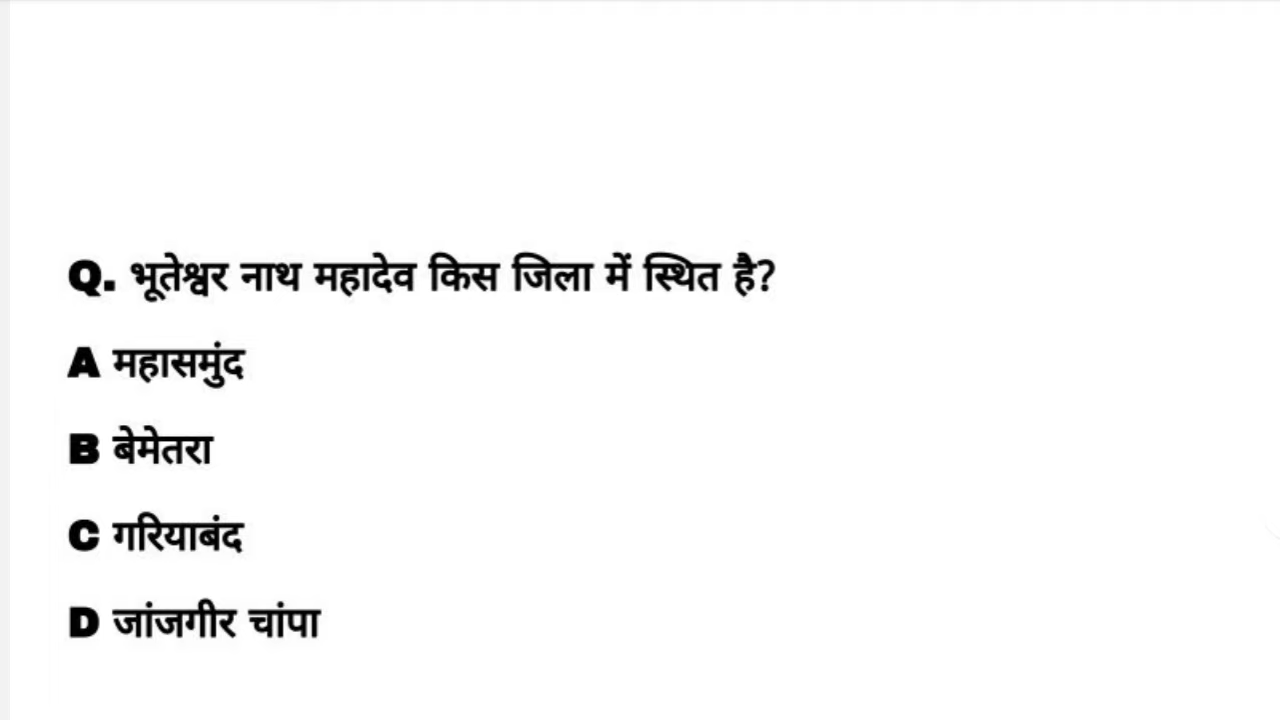 Q. भूतेश्वर नाथ महादेव किस जिला में स्थित है?
A महासमुंद
B बेमेतरा
C गरियाबंद
D जांजगीर चांपा